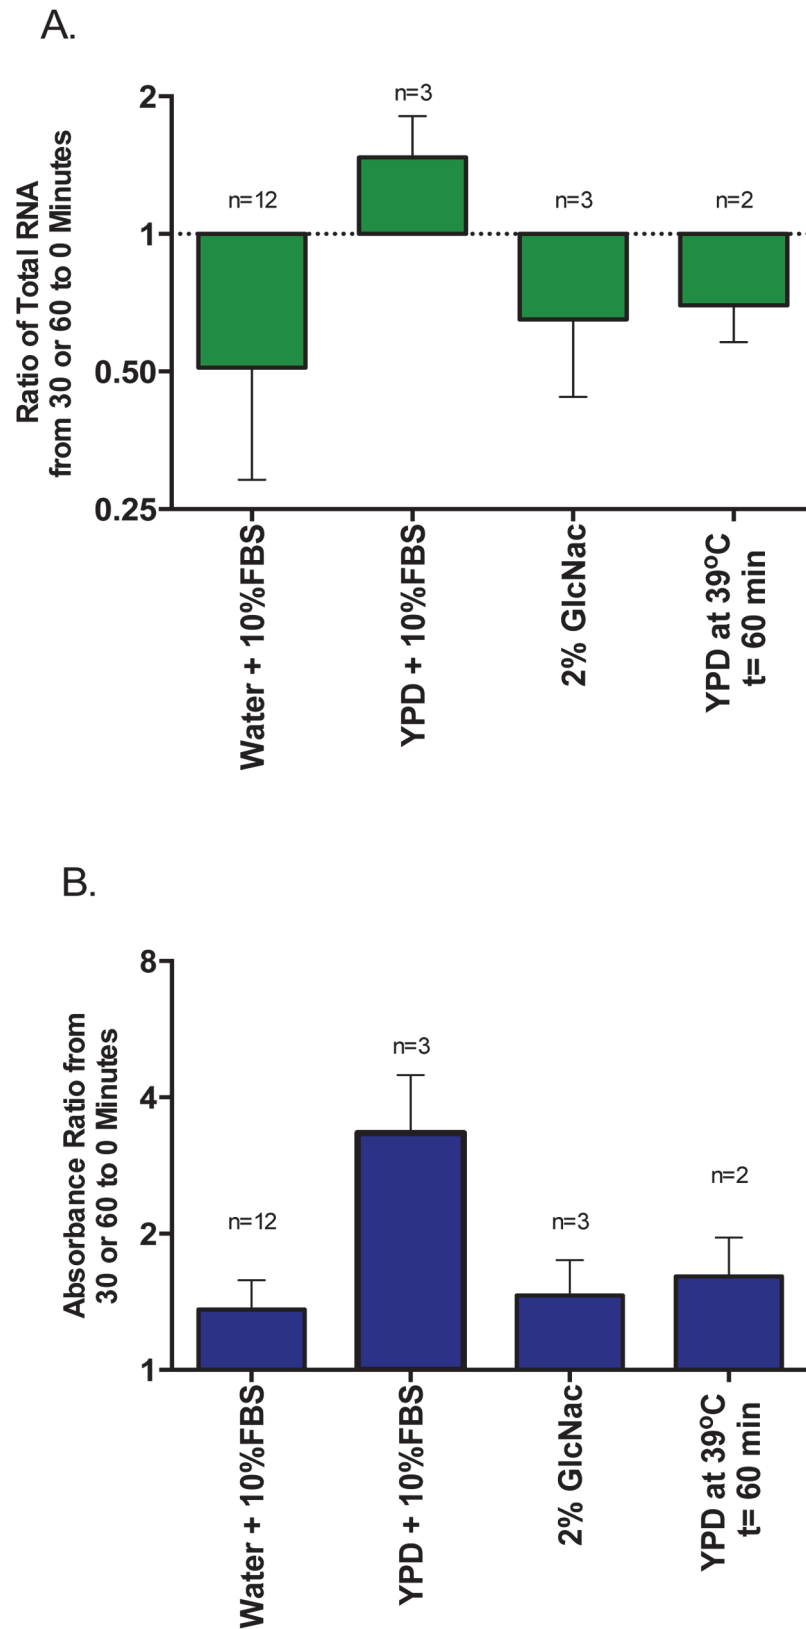 A.
Ratio of Total RNA
from 30 or 60 to 0 Minutes
2
1
0.50
0.25
n=12
n=3
n=3
n=2
Water + 10%FBS
YPD + 10%FBS
2% GlcNac
YPD at 39ºC
t= 60 min
B.
Absorbance Ratio from
30 or 60 to 0 Minutes
8
4
2
1
n=12
n=3
n=3
n=2
Water + 10%FBS
YPD + 10%FBS
2% GlcNac
YPD at 39ºC
t= 60 min